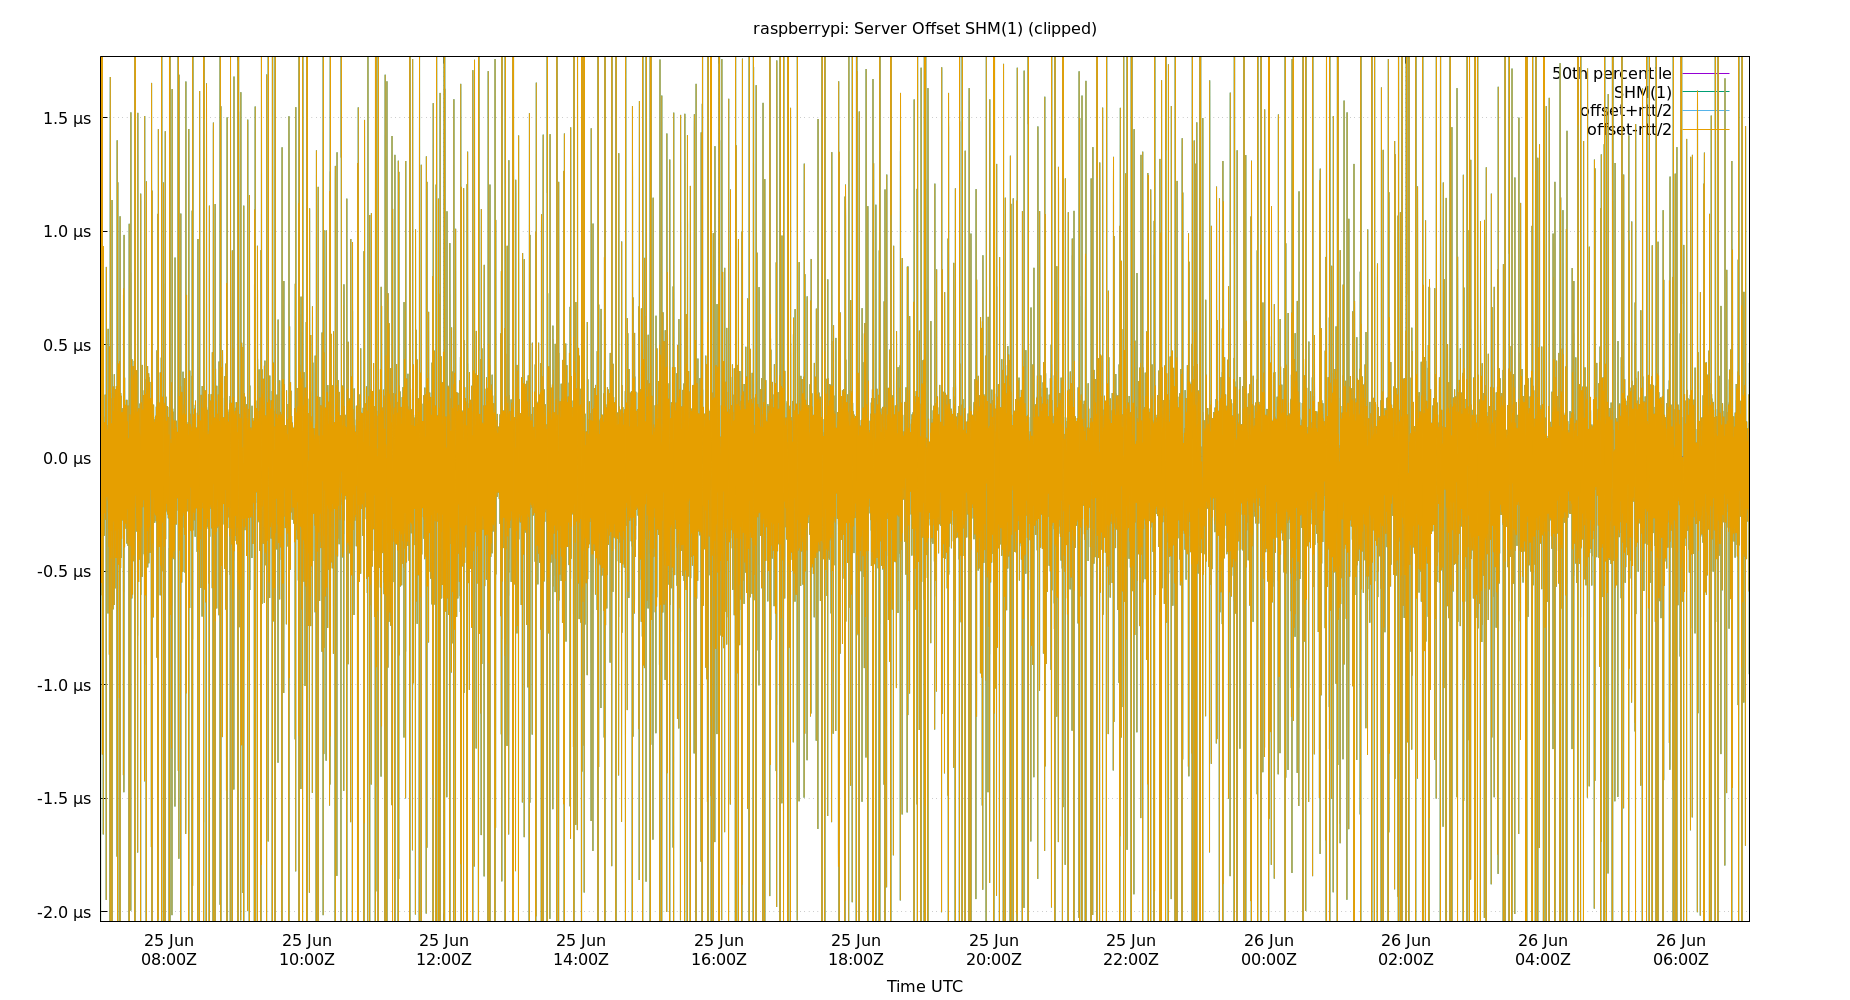 raspberrypi: Server Offset SHM(1) (clipped)
50th percentile
SHM(1)
offset+rtt/2
offset-rtt/2
1.5 µs
1.0 µs
0.5 µs
0.0 µs
-0.5 µs
-1.0 µs
-1.5 µs
-2.0 µs
25 Jun 25 Jun 25 Jun 25 Jun 25 Jun 25 Jun 25 Jun 25 Jun 26 Jun 26 Jun 26 Jun 26 Jun
08:00Z 10:00Z 12:00Z 14:00Z 16:00Z 18:00Z 20:00Z 22:00Z 00:00Z 02:00Z 04:00Z 06:00Z
Time UTC